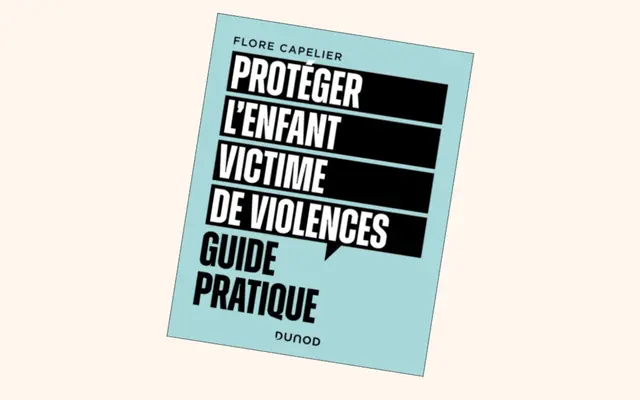 FLORE CAPELIER
PROTÉGER
L'ENFANT
VICTIME
DE VIOLENCES
GUIDE
PRATIQUE
DUNOD